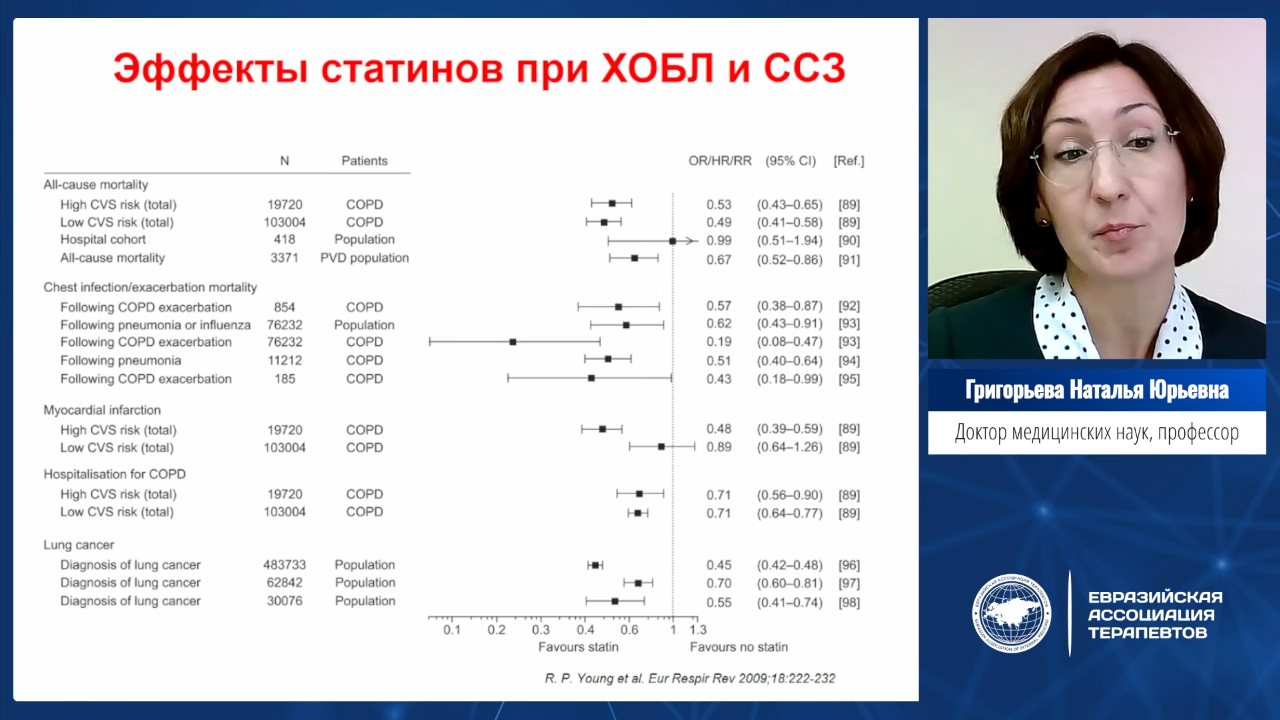 Эффекты статинов при ХОБЛ и ССЗ
N Patients OR/HR/RR (95% CI) [Ref.]
All-cause mortality
High CVS risk (total) 19720 COPD 0.53 (0.43–0.65) [89]
Low CVS risk (total) 103004 COPD 0.49 (0.41–0.58) [89]
Hospital cohort 418 Population 0.99 (0.51–1.94) [90]
All-cause mortality 3371 PVD population 0.67 (0.52–0.86) [91]
Chest infection/exacerbation mortality
Following COPD exacerbation 854 COPD 0.57 (0.38–0.87) [92]
Following pneumonia or influenza 76232 Population 0.62 (0.43–0.91) [93]
Following COPD exacerbation 76232 COPD 0.19 (0.08–0.47) [93]
Following pneumonia 11212 COPD 0.51 (0.40–0.64) [94]
Following COPD exacerbation 185 COPD 0.43 (0.18–0.99) [95]
Myocardial infarction
High CVS risk (total) 19720 COPD 0.48 (0.39–0.59) [89]
Low CVS risk (total) 103004 COPD 0.89 (0.64–1.26) [89]
Hospitalisation for COPD
High CVS risk (total) 19720 COPD 0.71 (0.56–0.90) [89]
Low CVS risk (total) 103004 COPD 0.71 (0.64–0.77) [89]
Lung cancer
Diagnosis of lung cancer 483733 Population 0.45 (0.42–0.48) [96]
Diagnosis of lung cancer 62842 Population 0.70 (0.60–0.81) [97]
Diagnosis of lung cancer 30076 Population 0.55 (0.41–0.74) [98]
0.1 0.2 0.3 0.4 0.6 1 1.3
Favours statin Favours no statin
R. P. Young et al. Eur Respir Rev 2009;18:222-232
Григорьева Наталья Юрьевна
Доктор медицинских наук, профессор
ЕВРАЗИЙСКАЯ
АССОЦИАЦИЯ
ТЕРАПЕВТОВ